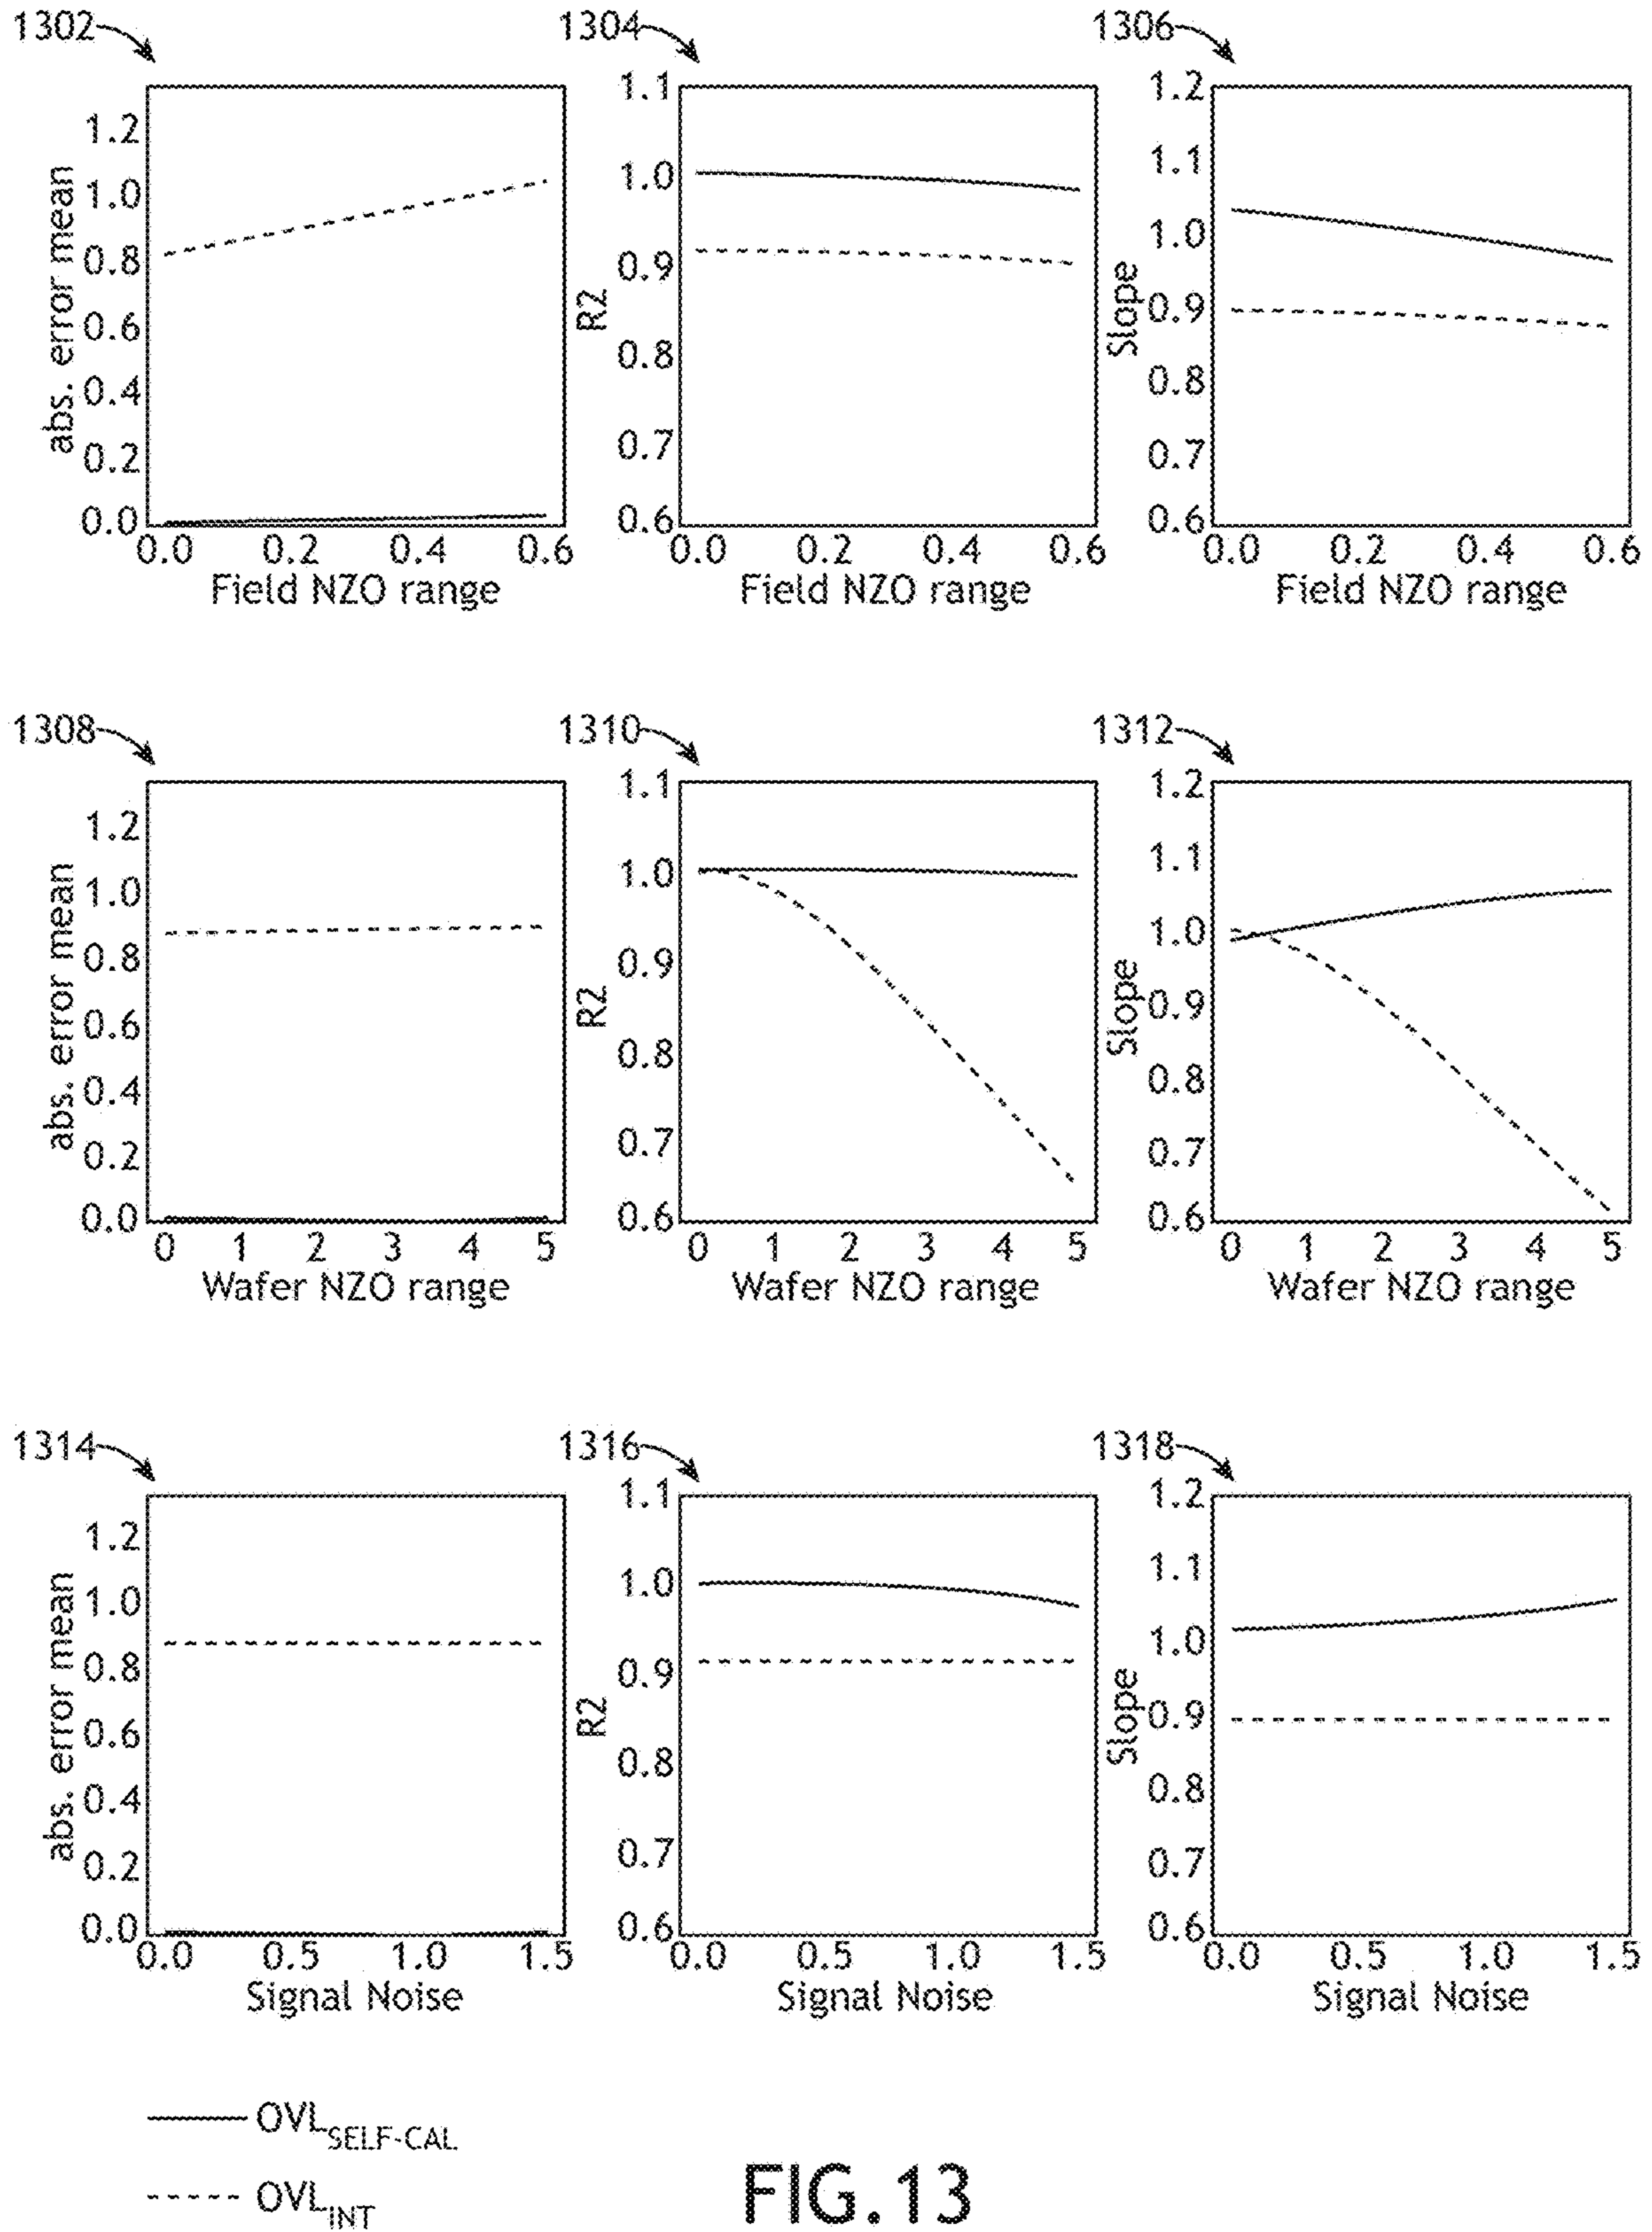 1302
1304
1306
abs. error mean
1.2
1.0
0.8
0.6
0.4
0.2
0.0
0.0 0.2 0.4 0.6
Field NZO range
R2
1.1
1.0
0.9
0.8
0.7
0.6
0.0 0.2 0.4 0.6
Field NZO range
Slope
1.2
1.1
1.0
0.9
0.8
0.7
0.6
0.0 0.2 0.4 0.6
Field NZO range
1308
1310
1312
abs. error mean
1.2
1.0
0.8
0.6
0.4
0.2
0.0
0 1 2 3 4 5
Wafer NZO range
R2
1.1
1.0
0.9
0.8
0.7
0.6
0 1 2 3 4 5
Wafer NZO range
Slope
1.2
1.1
1.0
0.9
0.8
0.7
0.6
0 1 2 3 4 5
Wafer NZO range
1314
1316
1318
abs. error mean
1.2
1.0
0.8
0.6
0.4
0.2
0.0
0.0 0.5 1.0 1.5
Signal Noise
R2
1.1
1.0
0.9
0.8
0.7
0.6
0.0 0.5 1.0 1.5
Signal Noise
Slope
1.2
1.1
1.0
0.9
0.8
0.7
0.6
0.0 0.5 1.0 1.5
Signal Noise
OVL SELF-CAL
OVL INT
FIG.13